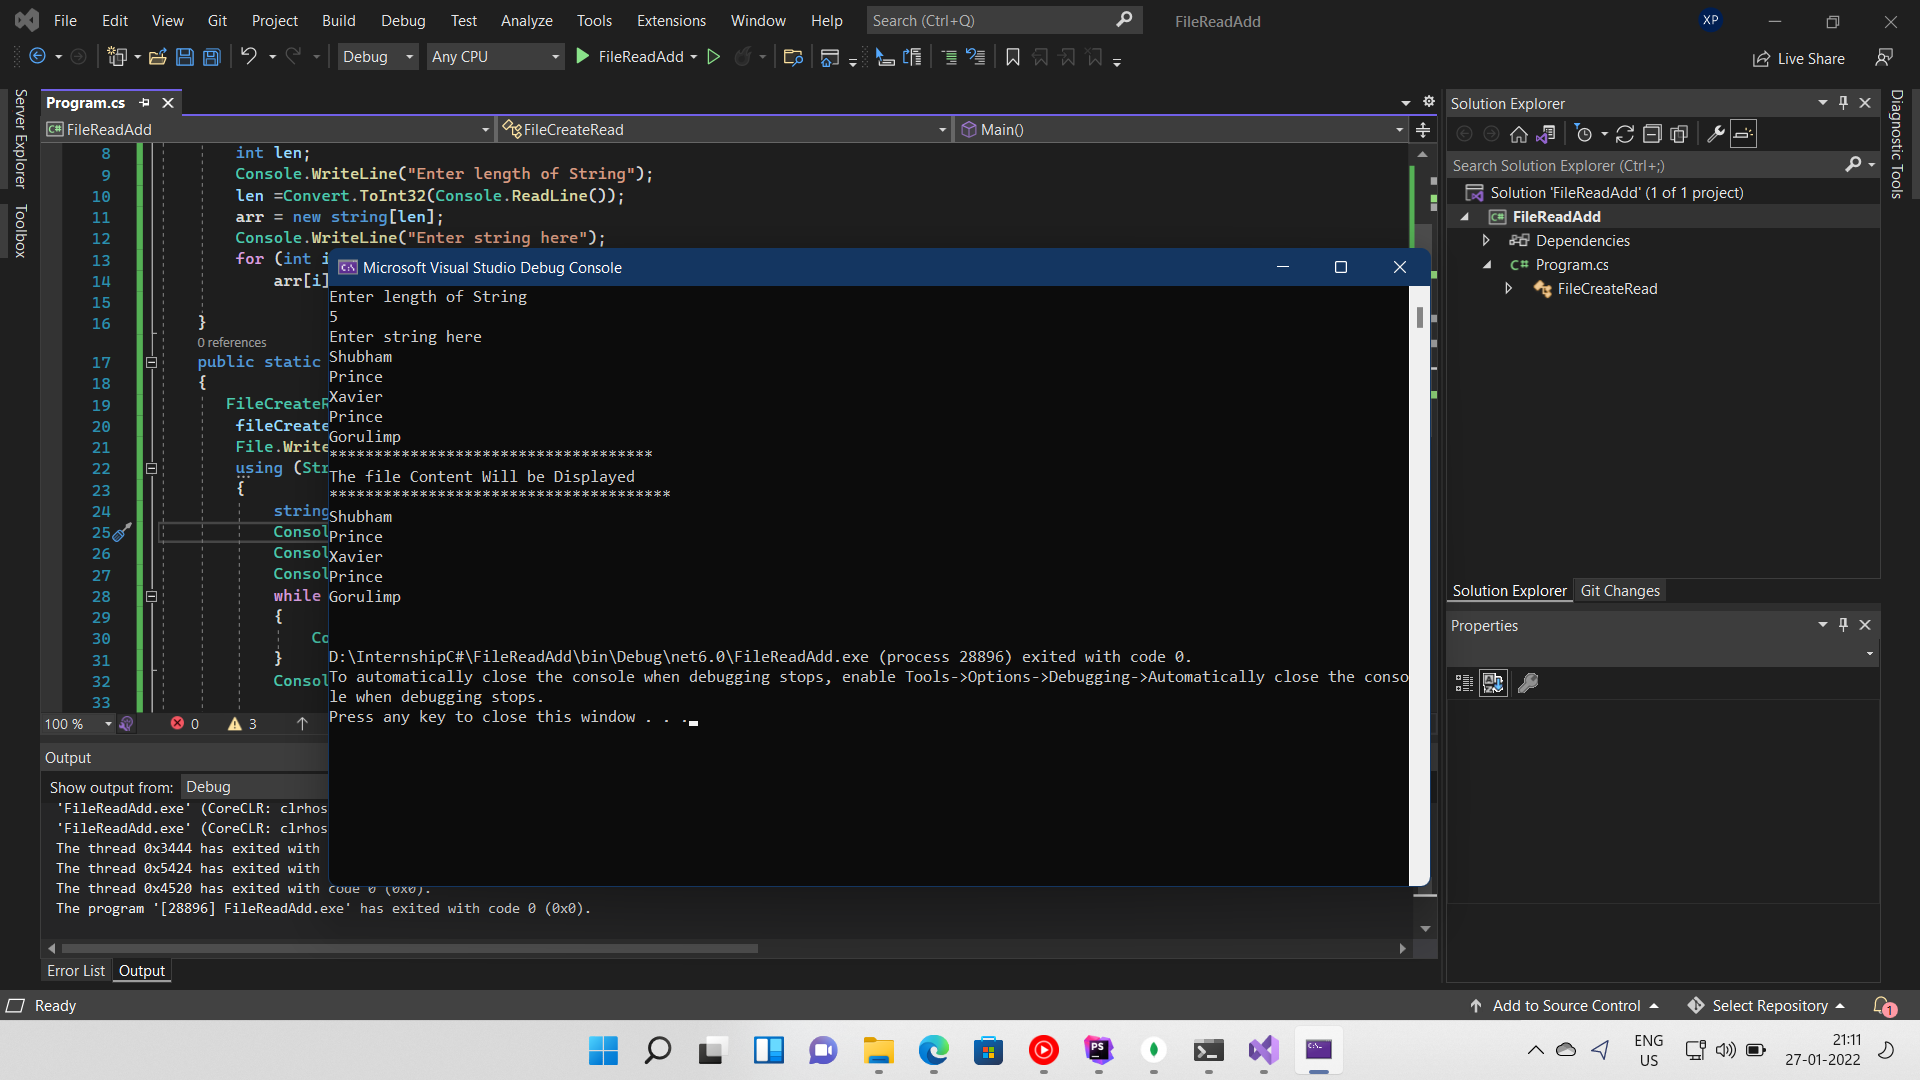 File Edit View Git Project Build Debug Test Analyze Tools Extensions Window Help Search (Ctrl+Q) FileReadAdd XP
Debug Any CPU FileReadAdd Live Share
Server Explorer
Toolbox
Program.cs
FileReadAdd FileCreateRead Main()
8 int len;
9 Console.WriteLine("Enter length of String");
10 len =Convert.ToInt32(Console.ReadLine());
11 arr = new string[len];
12 Console.WriteLine("Enter string here");
13 for (int i
14 arr[i]
15
16 }
0 references
17 public static
18 {
19 FileCreateR
20 fileCreate
21 File.Write
22 using (Str
23 {
24 string
25 Consol
26 Consol
27 Consol
28 while
29 {
30 Co
31 }
32 Consol
33
100 % 0 3
Microsoft Visual Studio Debug Console
Enter length of String
5
Enter string here
Shubham
Prince
Xavier
Prince
Gorulimp
************************************
The file Content Will be Displayed
**************************************
Shubham
Prince
Xavier
Prince
Gorulimp
D:\InternshipC#\FileReadAdd\bin\Debug\net6.0\FileReadAdd.exe (process 28896) exited with code 0.
To automatically close the console when debugging stops, enable Tools->Options->Debugging->Automatically close the conso
le when debugging stops.
Press any key to close this window . . .
Output
Show output from: Debug
'FileReadAdd.exe' (CoreCLR: clrhos
'FileReadAdd.exe' (CoreCLR: clrhos
The thread 0x3444 has exited with
The thread 0x5424 has exited with
The thread 0x4520 has exited with code 0 (0x0).
The program '[28896] FileReadAdd.exe' has exited with code 0 (0x0).
Error List Output
Solution Explorer
Search Solution Explorer (Ctrl+;)
Solution 'FileReadAdd' (1 of 1 project)
C# FileReadAdd
Dependencies
C# Program.cs
FileCreateRead
Solution Explorer Git Changes
Properties
Diagnostic Tools
Ready Add to Source Control Select Repository 1
PS
ENG
US
21:11
27-01-2022